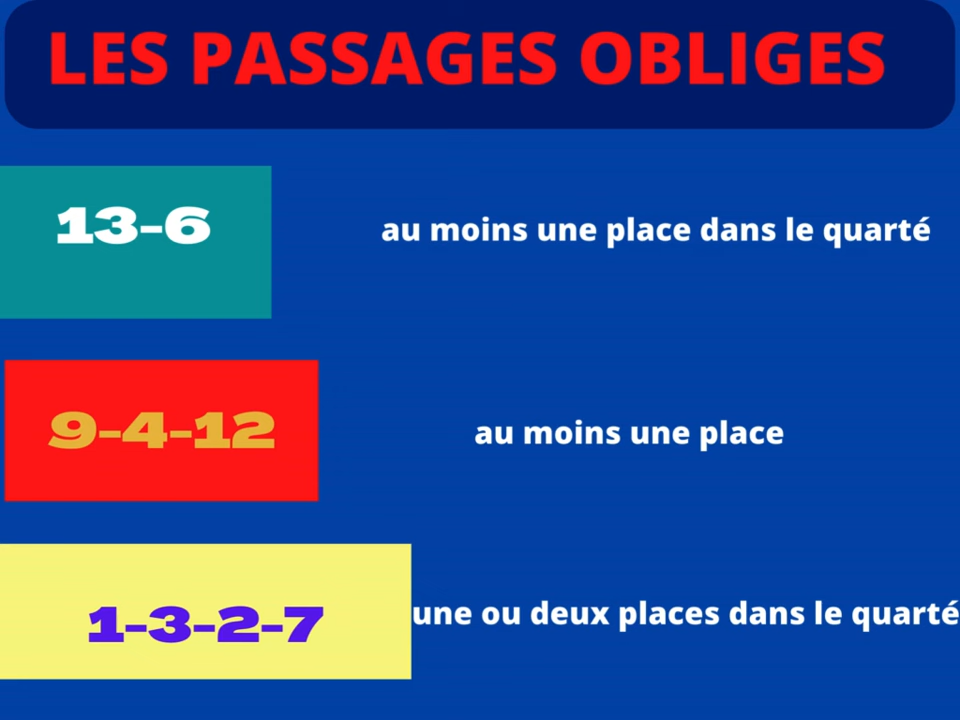 LES PASSAGES OBLIGES
13-6
au moins une place dans le quarté
9-4-12
au moins une place
1-3-2-7
une ou deux places dans le quarté